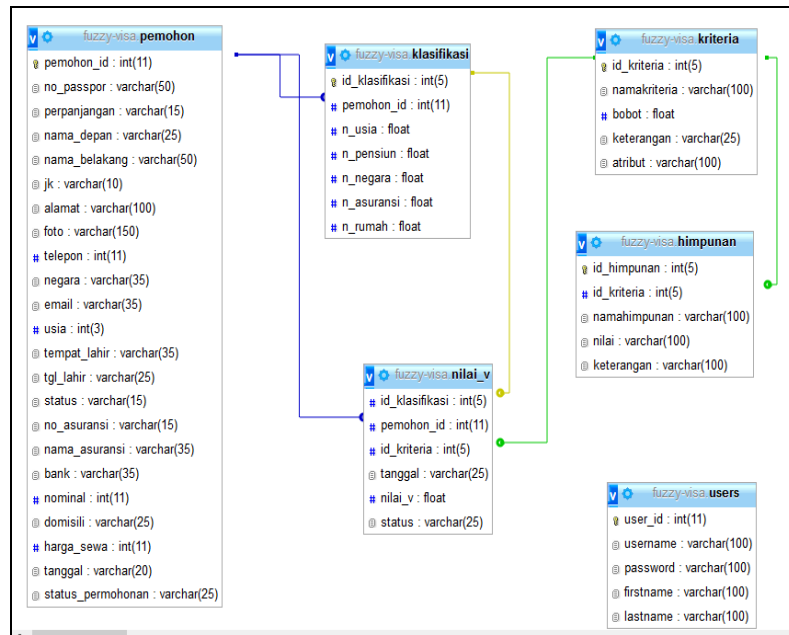 fuzzy-visa.pemohon
pemohon_id : int(11)
no_passpor : varchar(50)
perpanjangan : varchar(15)
nama_depan : varchar(25)
nama_belakang : varchar(50)
jk : varchar(10)
alamat : varchar(100)
foto : varchar(150)
# telepon : int(11)
negara : varchar(35)
email : varchar(35)
# usia : int(3)
tempat_lahir : varchar(35)
tgl_lahir : varchar(25)
status : varchar(15)
no_asuransi : varchar(15)
nama_asuransi : varchar(35)
bank : varchar(35)
# nominal : int(11)
domisili : varchar(25)
# harga_sewa : int(11)
tanggal : varchar(20)
status_permohonan : varchar(25)
v fuzzy-visa.klasifikasi
id_klasifikasi : int(5)
# pemohon_id : int(11)
# n_usia : float
# n_pensiun : float
# n_negara : float
# n_asuransi : float
# n_rumah : float
v fuzzy-visa.nilai_v
# id_klasifikasi : int(5)
# pemohon_id : int(11)
# id_kriteria : int(5)
tanggal : varchar(25)
# nilai_v : float
status : varchar(25)
v fuzzy-visa.kriteria
id_kriteria : int(5)
namakriteria : varchar(100)
# bobot : float
keterangan : varchar(25)
atribut : varchar(100)
v fuzzy-visa.himpunan
id_himpunan : int(5)
# id_kriteria : int(5)
namahimpunan : varchar(100)
nilai : varchar(100)
keterangan : varchar(100)
v fuzzy-visa.users
user_id : int(11)
username : varchar(100)
password : varchar(100)
firstname : varchar(100)
lastname : varchar(100)